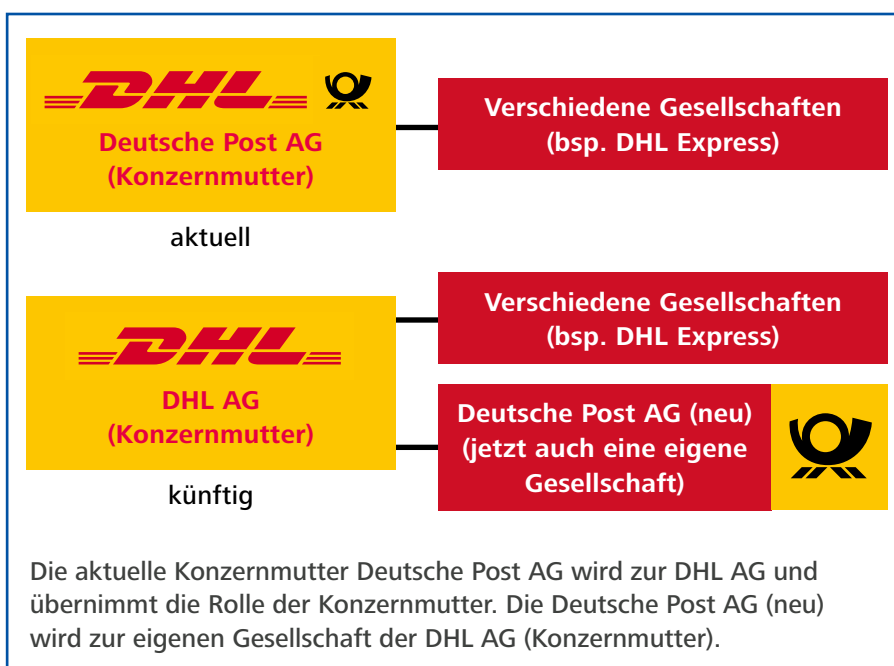 DHL
Deutsche Post AG
(Konzernmutter)
Verschiedene Gesellschaften
(bsp. DHL Express)
aktuell
DHL
DHL AG
(Konzernmutter)
Verschiedene Gesellschaften
(bsp. DHL Express)
Deutsche Post AG (neu)
(jetzt auch eine eigene
Gesellschaft)
künftig
Die aktuelle Konzernmutter Deutsche Post AG wird zur DHL AG und
übernimmt die Rolle der Konzernmutter. Die Deutsche Post AG (neu)
wird zur eigenen Gesellschaft der DHL AG (Konzernmutter).